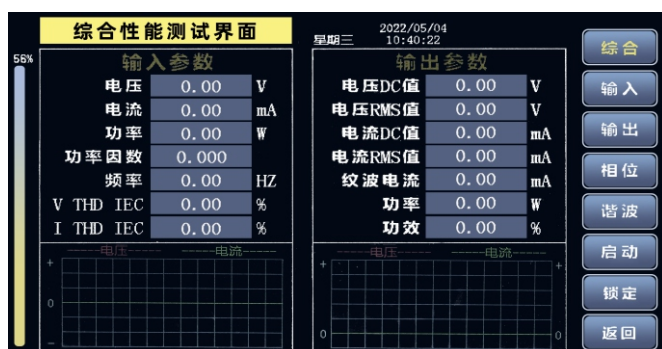 综合性能测试界面
星期三 2022/05/04
10:40:22
56%
输入参数
电压 0.00 V
电流 0.00 mA
功率 0.00 W
功率因数 0.000
频率 0.00 HZ
V THD IEC 0.00 %
I THD IEC 0.00 %
电压 电流
+
0
−
输出参数
电压DC值 0.00 V
电压RMS值 0.00 V
电流DC值 0.00 mA
电流RMS值 0.00 mA
纹波电流 0.00 mA
功率 0.00 W
功效 0.00 %
电压 电流
+ +
0 0
综合
输入
输出
相位
谐波
启动
锁定
返回